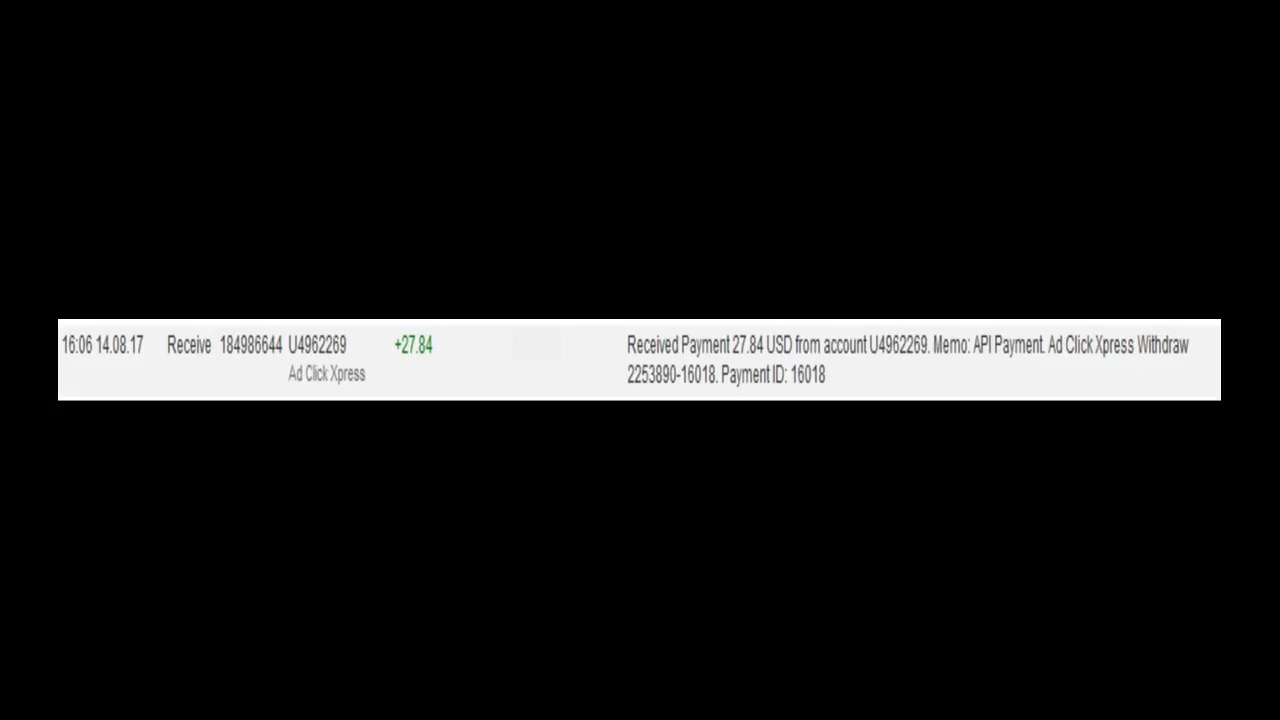 16:06 14.08.17 Receive 184986644 U4962269 +27.84 Received Payment 27.84 USD from account U4962269. Memo: API Payment. Ad Click Xpress Withdraw
Ad Click Xpress 2253890-16018. Payment ID: 16018